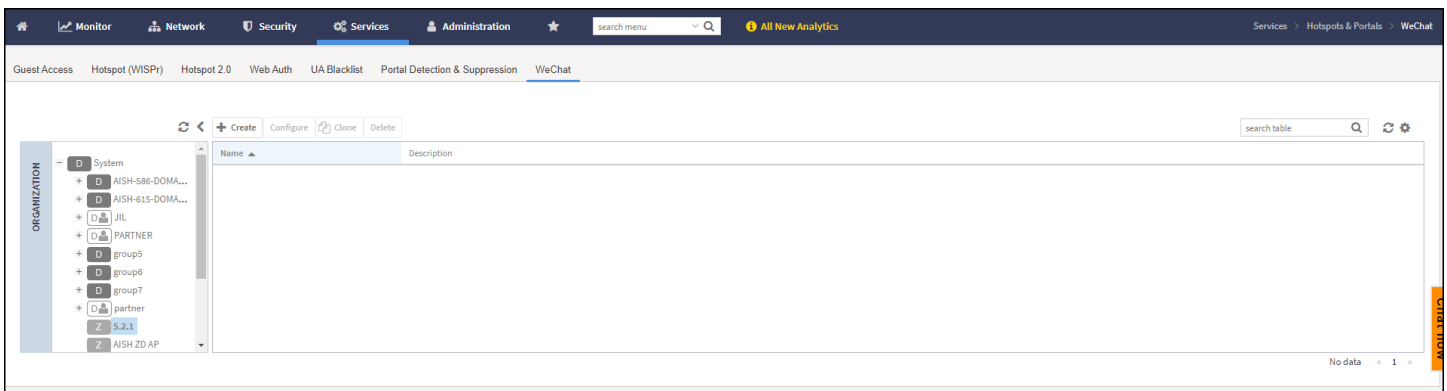 Monitor Network Security Services Administration search menu All New Analytics Services > Hotspots & Portals > WeChat
Guest Access Hotspot (WISPr) Hotspot 2.0 Web Auth UA Blacklist Portal Detection & Suppression WeChat
Create Configure Clone Delete search table
ORGANIZATION
Name Description
D System
D AISH-586-DOMA...
D AISH-615-DOMA...
D JIL
D PARTNER
D group5
D group6
D group7
D partner
Z 5.2.1
Z AISH ZD AP
Chat now
No data « 1 »